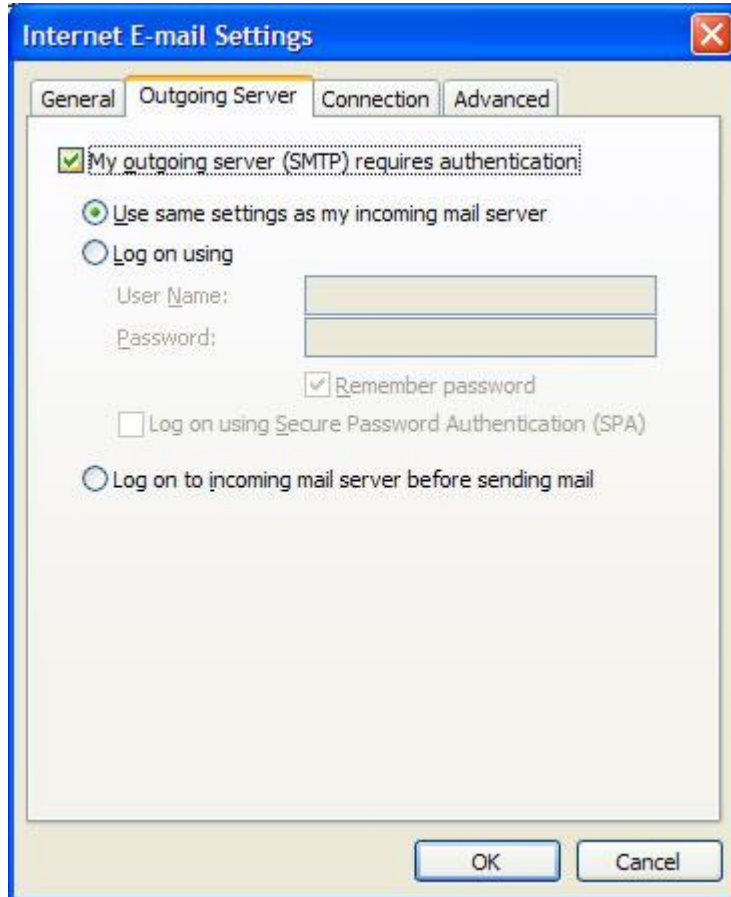 Internet E-mail Settings
General Outgoing Server Connection Advanced
My outgoing server (SMTP) requires authentication
Use same settings as my incoming mail server
Log on using
User Name:
Password:
Remember password
Log on using Secure Password Authentication (SPA)
Log on to incoming mail server before sending mail
OK Cancel